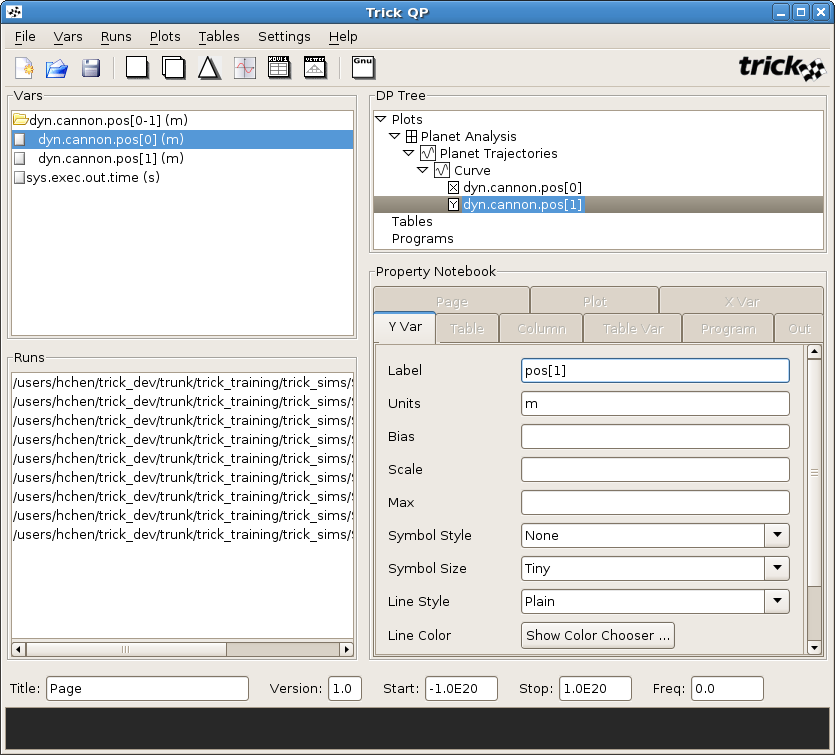 Trick QP
File Vars Runs Plots Tables Settings Help
Gnu
trick
Vars
dyn.cannon.pos[0-1] (m)
dyn.cannon.pos[0] (m)
dyn.cannon.pos[1] (m)
sys.exec.out.time (s)
DP Tree
Plots
Planet Analysis
Planet Trajectories
Curve
X dyn.cannon.pos[0]
Y dyn.cannon.pos[1]
Tables
Programs
Runs
/users/hchen/trick_dev/trunk/trick_training/trick_sims/
/users/hchen/trick_dev/trunk/trick_training/trick_sims/
/users/hchen/trick_dev/trunk/trick_training/trick_sims/
/users/hchen/trick_dev/trunk/trick_training/trick_sims/
/users/hchen/trick_dev/trunk/trick_training/trick_sims/
/users/hchen/trick_dev/trunk/trick_training/trick_sims/
/users/hchen/trick_dev/trunk/trick_training/trick_sims/
/users/hchen/trick_dev/trunk/trick_training/trick_sims/
/users/hchen/trick_dev/trunk/trick_training/trick_sims/
Property Notebook
Page Plot X Var
Y Var Table Column Table Var Program Out
Label pos[1]
Units m
Bias
Scale
Max
Symbol Style None
Symbol Size Tiny
Line Style Plain
Line Color Show Color Chooser ...
Title: Page Version: 1.0 Start: -1.0E20 Stop: 1.0E20 Freq: 0.0